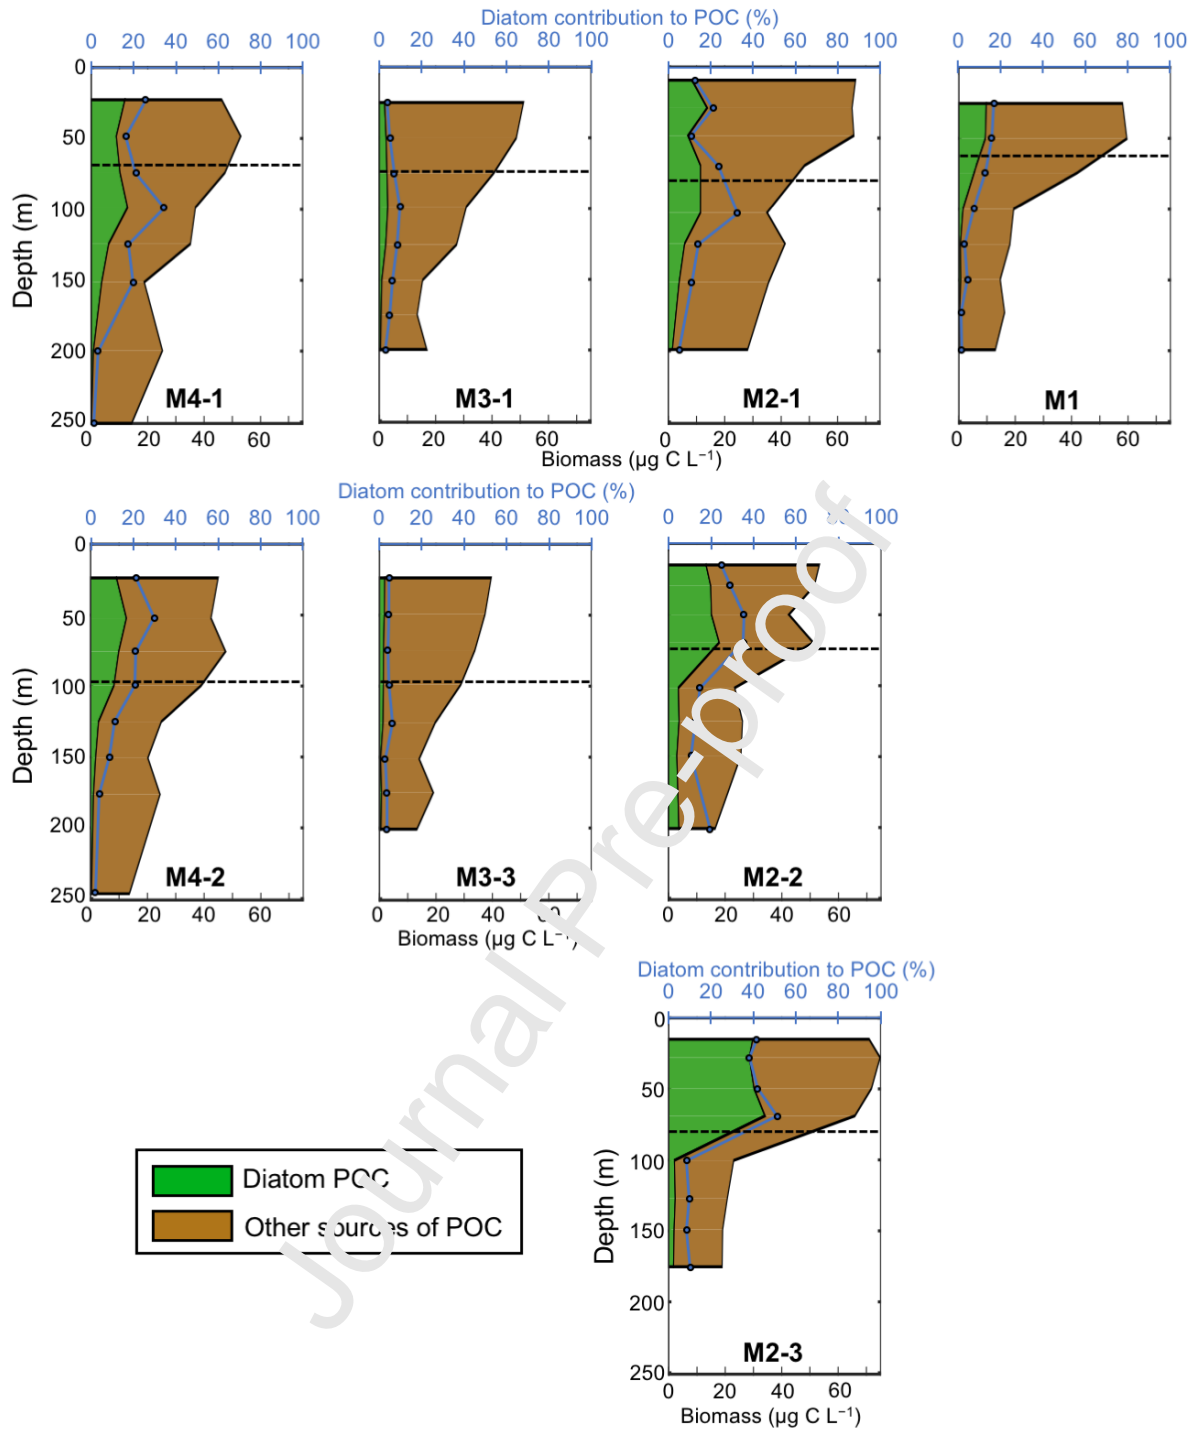 Diatom contribution to POC (%)
0 20 40 60 80 100 0 20 40 60 80 100 0 20 40 60 80 100 0 20 40 60 80 100
0
50
100
150
200
250
Depth (m)
M4-1 M3-1 M2-1 M1
0 20 40 60 0 20 40 60 0 20 40 60 0 20 40 60
Biomass (µg C L⁻¹)
Diatom contribution to POC (%)
0 20 40 60 80 100 0 20 40 60 80 100 0 20 40 60 80 100
0
50
100
150
200
250
Depth (m)
M4-2 M3-3 M2-2
0 20 40 60 0 20 40 60 0 20 40 60
Biomass (µg C L⁻¹)
Diatom contribution to POC (%)
0 20 40 60 80 100
0
50
100
150
200
250
Depth (m)
M2-3
0 20 40 60
Biomass (µg C L⁻¹)
Diatom POC
Other sources of POC
Journal Pre-proof